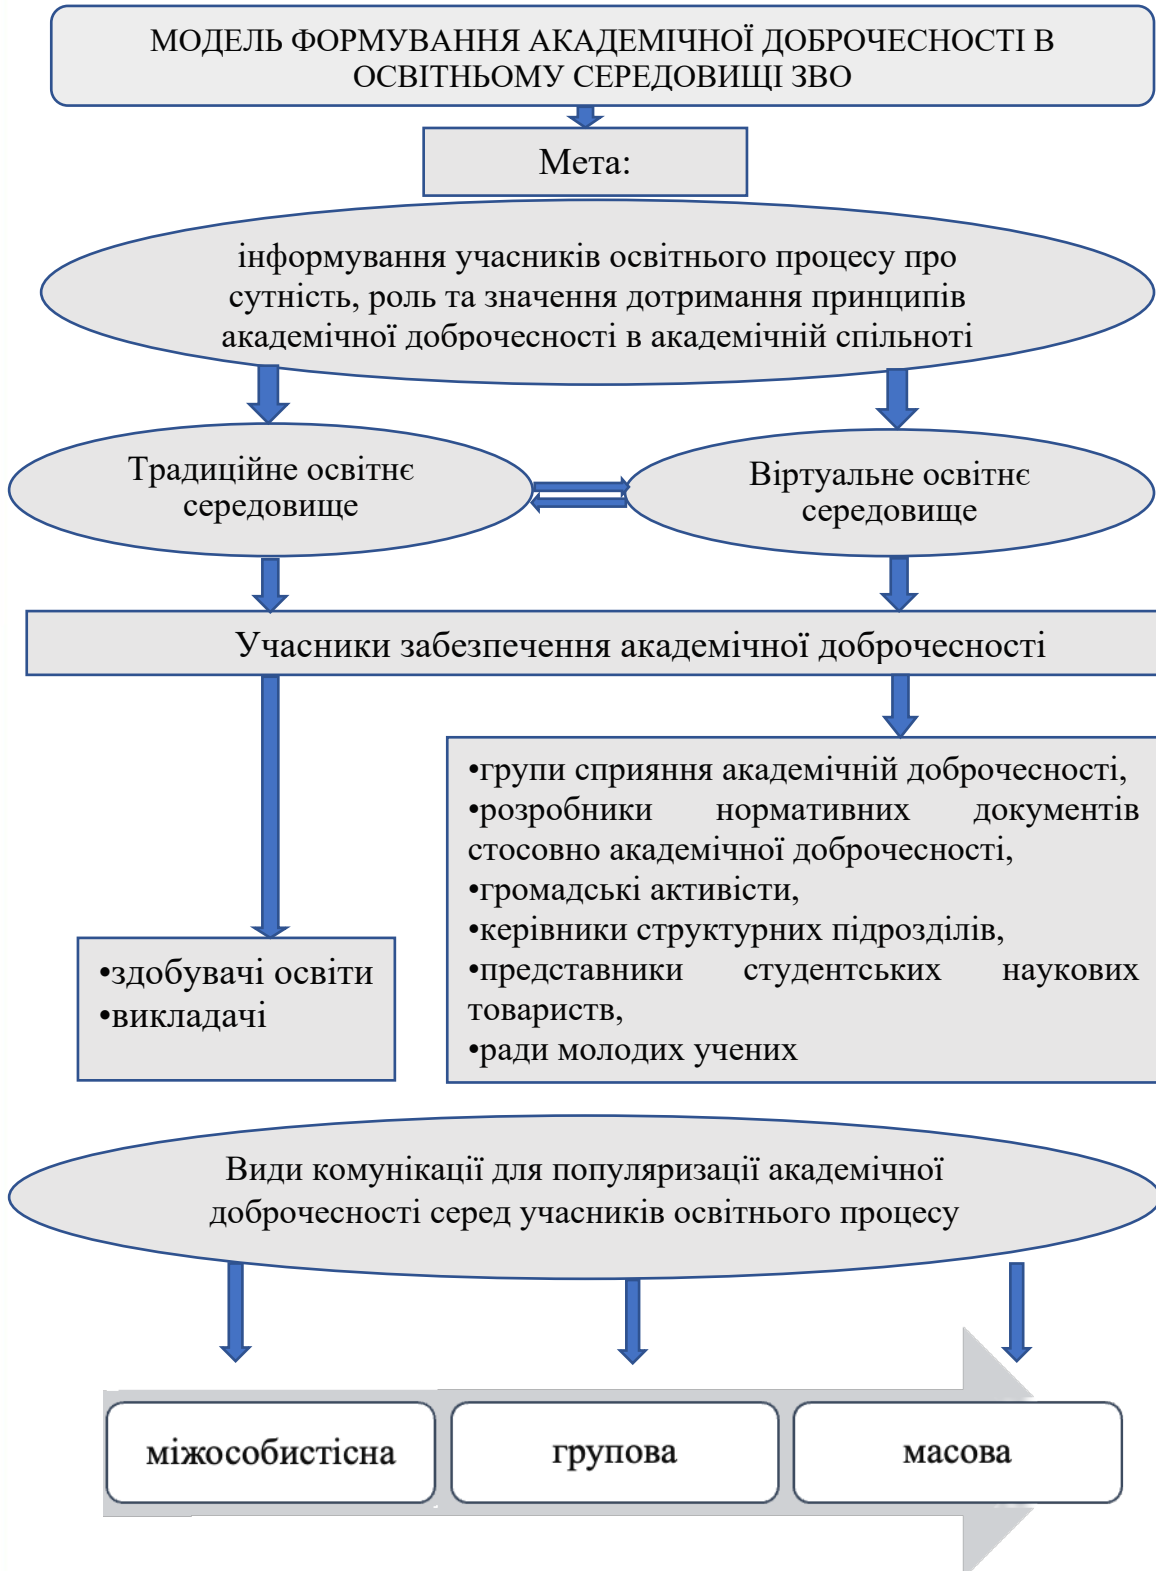 МОДЕЛЬ ФОРМУВАННЯ АКАДЕМІЧНОЇ ДОБРОЧЕСНОСТІ В
ОСВІТНЬОМУ СЕРЕДОВИЩІ ЗВО
Мета:
інформування учасників освітнього процесу про
сутність, роль та значення дотримання принципів
академічної доброчесності в академічній спільноті
Традиційне освітнє
середовище
Віртуальне освітнє
середовище
Учасники забезпечення академічної доброчесності
•здобувачі освіти
•викладачі
•групи сприяння академічній доброчесності,
•розробники нормативних документів
стосовно академічної доброчесності,
•громадські активісти,
•керівники структурних підрозділів,
•представники студентських наукових
товариств,
•ради молодих учених
Види комунікації для популяризації академічної
доброчесності серед учасників освітнього процесу
міжособистісна
групова
масова